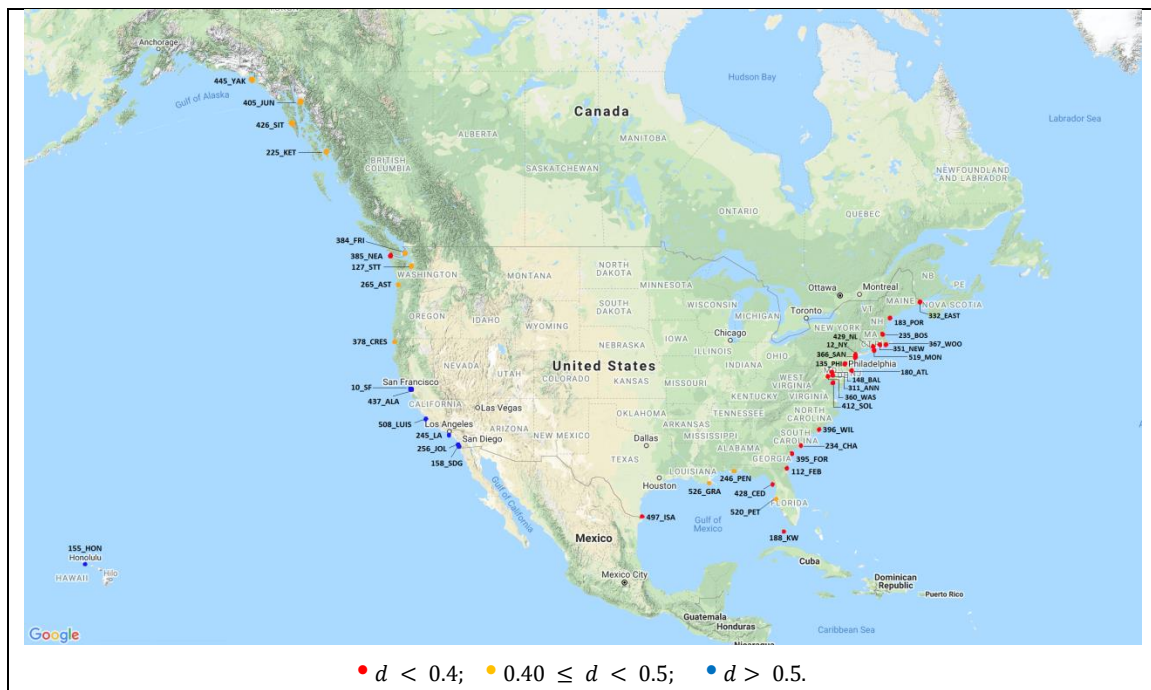 Anchorage
445_YAK
Gulf of Alaska
405_JUN
426_SIT
225_KET
Hudson Bay
Canada
Labrador Sea
ALBERTA
MANITOBA
BRITISH
COLUMBIA
SASKATCHEWAN
NEWFOUNDLAND
AND LABRADOR
ONTARIO
QUEBEC
384_FRI
385_NEA
127_STT
WASHINGTON
265_AST
MONTANA
NORTH
DAKOTA
MINNESOTA
Ottawa
Montreal
NB
PE
MAINE
NOVA SCOTIA
332_EAST
OREGON
IDAHO
WYOMING
SOUTH
DAKOTA
WISCONSIN
MICHIGAN
Toronto
VT
NH
183_POR
NEW YORK
MA
235_BOS
378_CRES
Chicago
IOWA
NEBRASKA
429_NL
12_NY
367_WOO
351_NEW
519_MON
366_SAN
135_PHI
Philadelphia
180_ATL
148_BAL
311_ANN
360_WAS
412_SOL
United States
ILLINOIS
INDIANA
OHIO
WEST
VIRGINIA
VIRGINIA
10_SF
San Francisco
437_ALA
NEVADA
UTAH
COLORADO
KANSAS
MISSOURI
KENTUCKY
CALIFORNIA
Las Vegas
508_LUIS
Los Angeles
245_LA
256_JOL
San Diego
158_SDG
ARIZONA
NEW MEXICO
OKLAHOMA
ARKANSAS
TENNESSEE
NORTH
CAROLINA
396_WIL
MISSISSIPPI
ALABAMA
SOUTH
CAROLINA
234_CHA
GEORGIA
395_FOR
112_FEB
Dallas
TEXAS
LOUISIANA
Houston
246_PEN
526_GRA
428_CED
520_PET
FLORIDA
497_ISA
Gulf of
Mexico
188_KW
Gulf of California
Mexico
Cuba
155_HON
Honolulu
HAWAII
Hilo
Mexico City
Dominican
Republic
Puerto Rico
Guatemala
Honduras
Nicaragua
Caribbean Sea
Google
d < 0.4; 0.40 ≤ d < 0.5; d > 0.5.